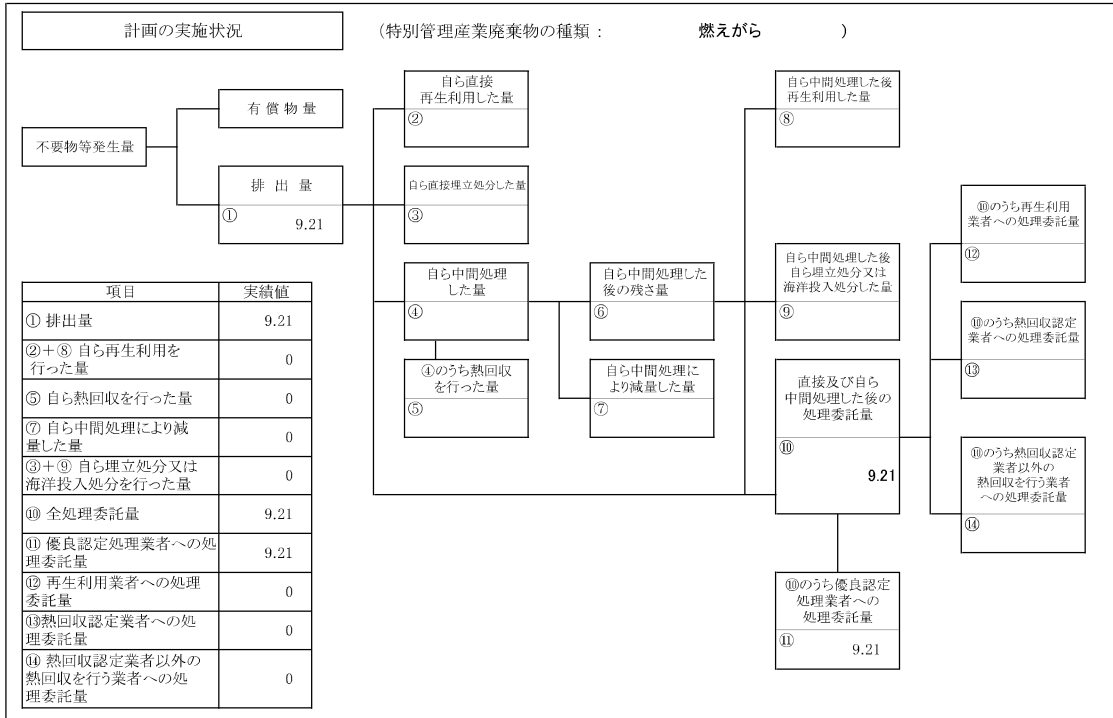 計画の実施状況
(特別管理産業廃棄物の種類： 燃えがら )
不要物等発生量
有償物量
排出量
①
9.21
自ら直接
再生利用した量
②
自ら直接埋立処分した量
③
自ら中間処理
した量
④
④のうち熱回収
を行った量
⑤
自ら中間処理した
後の残さ量
⑥
自ら中間処理に
より減量した量
⑦
自ら中間処理した後
再生利用した量
⑧
自ら中間処理した後
自ら埋立処分又は
海洋投入処分した量
⑨
直接及び自ら
中間処理した後の
処理委託量
⑩
9.21
⑩のうち優良認定
処理業者への
処理委託量
⑪
9.21
⑩のうち再生利用
業者への処理委託量
⑫
⑩のうち熱回収認定
業者への処理委託量
⑬
⑩のうち熱回収認定
業者以外の
熱回収を行う業者
への処理委託量
⑭
項目 実績値
① 排出量 9.21
②＋⑧ 自ら再生利用を
行った量 0
⑤ 自ら熱回収を行った量 0
⑦ 自ら中間処理により減
量した量 0
③＋⑨ 自ら埋立処分又は
海洋投入処分を行った量 0
⑩ 全処理委託量 9.21
⑪ 優良認定処理業者への処
理委託量 9.21
⑫ 再生利用業者への処理
委託量 0
⑬熱回収認定業者への処
理委託量 0
⑭ 熱回収認定業者以外の
熱回収を行う業者への処
理委託量 0